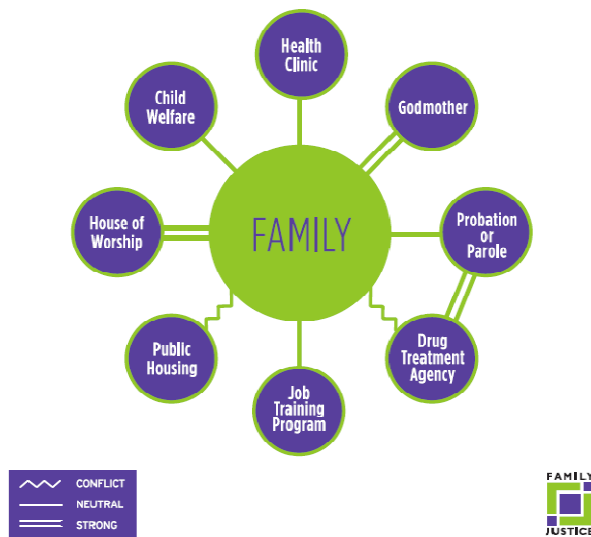 Health
Clinic
Child
Welfare
Godmother
House of
Worship
FAMILY
Probation
or
Parole
Public
Housing
Drug
Treatment
Agency
Job
Training
Program
CONFLICT
NEUTRAL
STRONG
FAMILY
JUSTICE